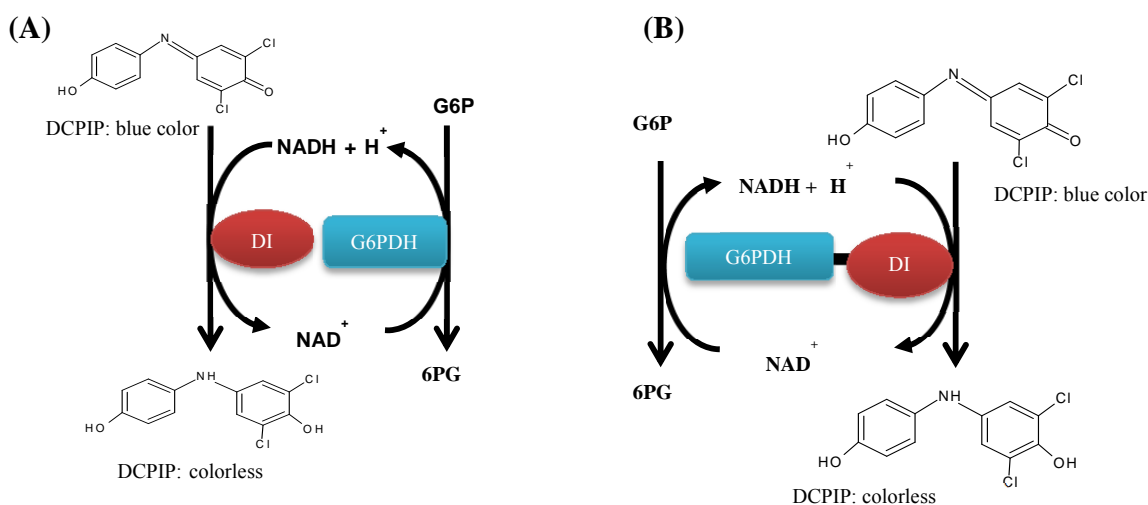 (A)
N
Cl
HO
O
Cl
DCPIP: blue color
G6P
NADH + H+
DI
G6PDH
NAD+
6PG
NH
Cl
HO
OH
Cl
DCPIP: colorless
(B)
N
Cl
HO
O
Cl
G6P
DCPIP: blue color
NADH + H+
G6PDH
DI
NAD+
6PG
NH
Cl
HO
OH
Cl
DCPIP: colorless